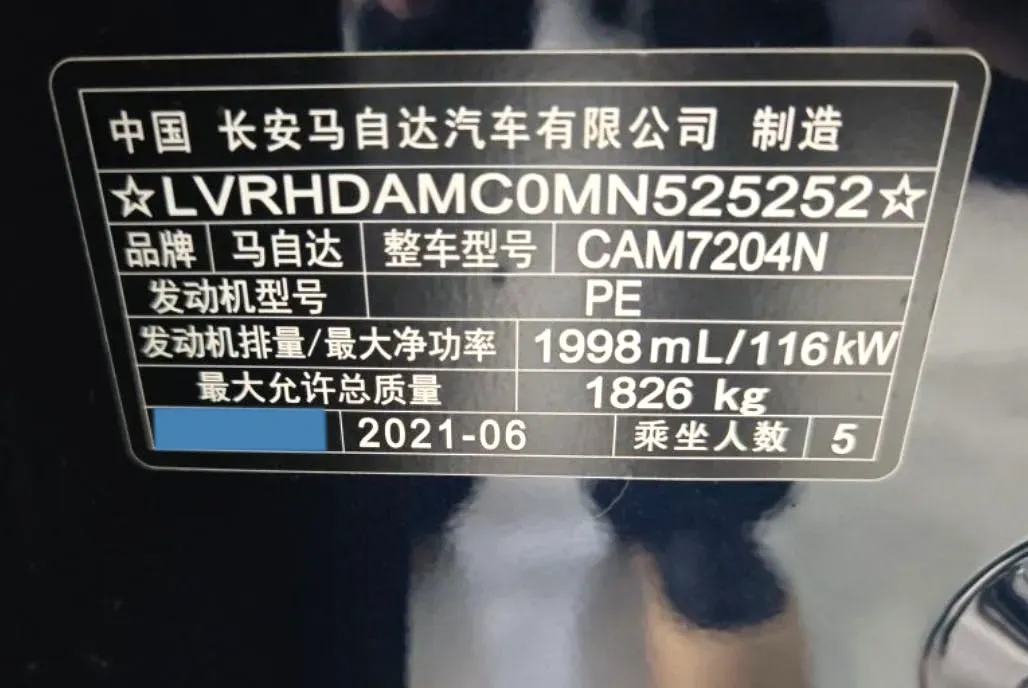 中国 长安马自达汽车有限公司 制造
☆LVRHDAMC0MN525252☆
品牌 马自达 整车型号 CAM7204N
发动机型号 PE
发动机排量/最大净功率 1998mL/116kW
最大允许总质量 1826 kg
2021-06 乘坐人数 5